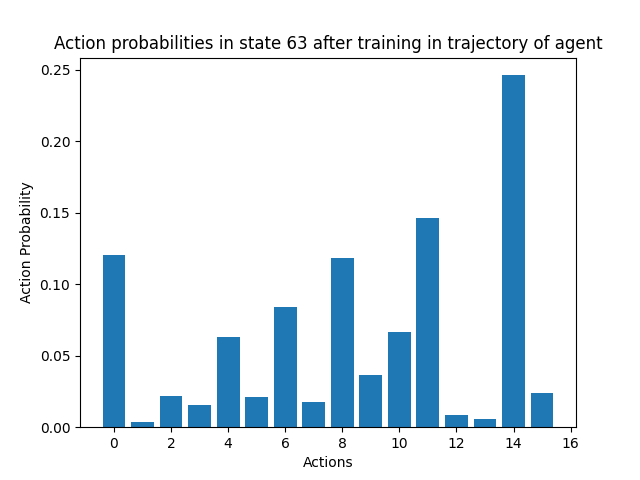 Action probabilities in state 63 after training in trajectory of agent
0.25
0.20
0.15
0.10
0.05
0.00
Action Probability
0 2 4 6 8 10 12 14 16
Actions